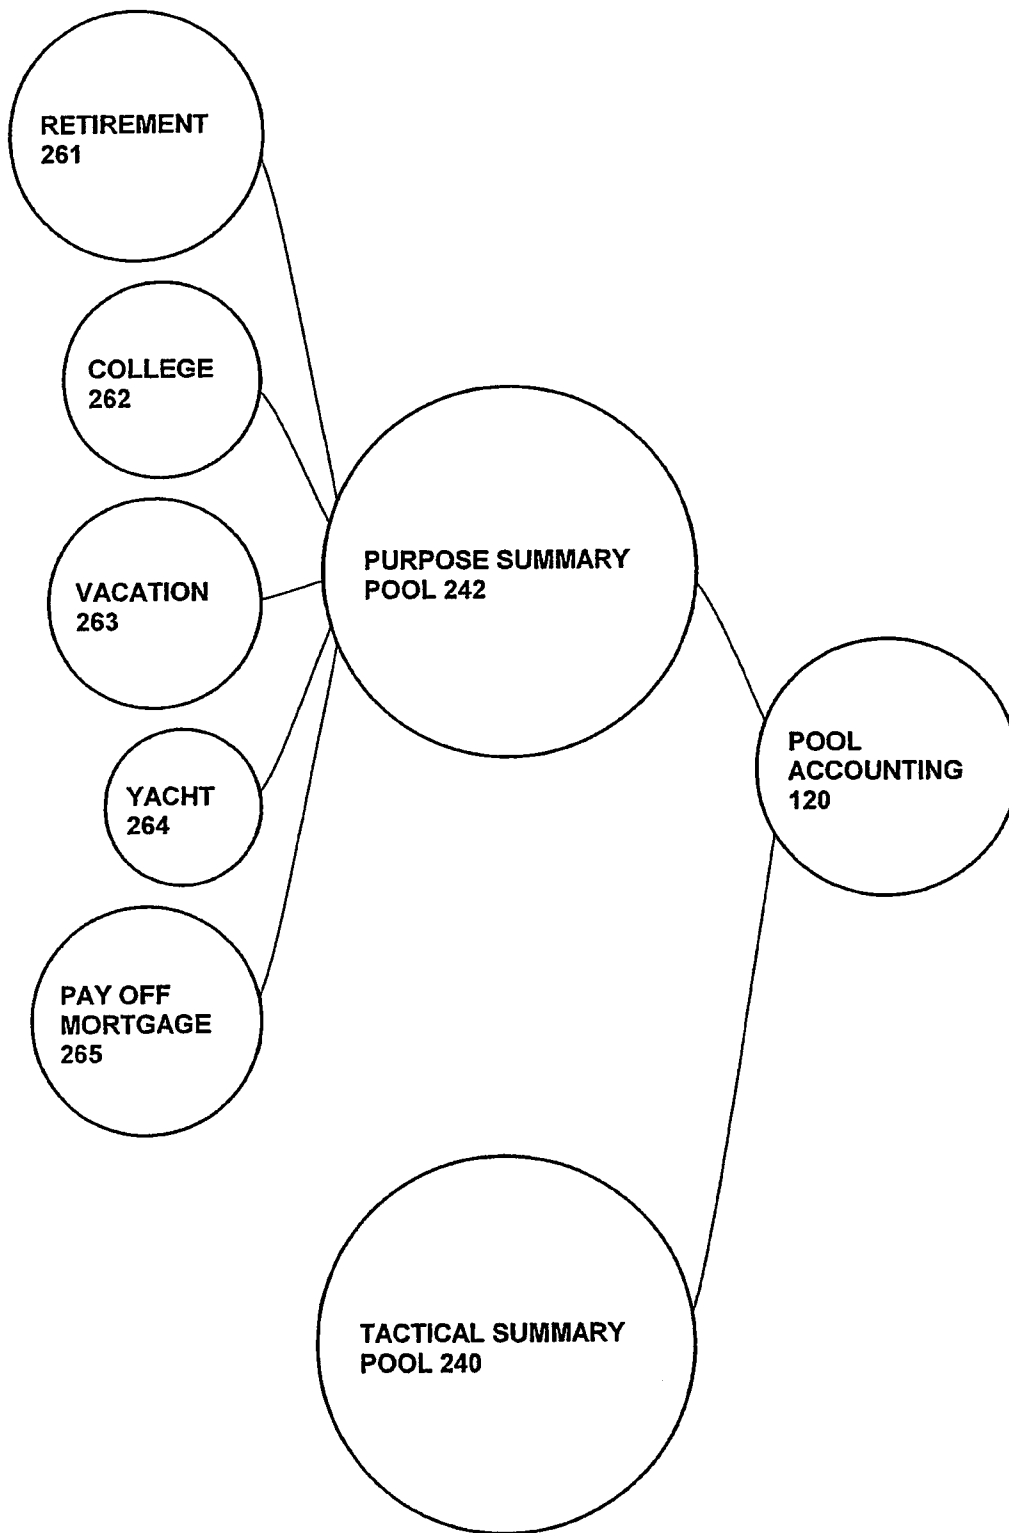 RETIREMENT
261
COLLEGE
262
VACATION
263
YACHT
264
PAY OFF
MORTGAGE
265
PURPOSE SUMMARY
POOL 242
TACTICAL SUMMARY
POOL 240
POOL
ACCOUNTING
120